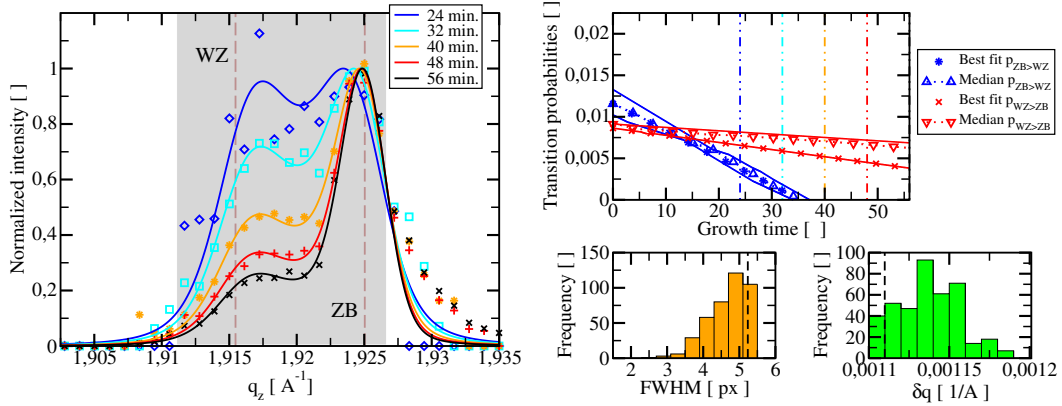 Normalized intensity [ ]
1
0,8
0,6
0,4
0,2
0
1,905
1,91
1,915
1,92
1,925
1,93
1,935
q_z [ A^-1]
WZ
ZB
24 min.
32 min.
40 min.
48 min.
56 min.
Transition probabilities [ ]
0,02
0,015
0,01
0,005
0
0
10
20
30
40
50
Growth time [ ]
Best fit p_ZB>WZ
Median p_ZB>WZ
Best fit p_WZ>ZB
Median p_WZ>ZB
Frequency [ ]
150
100
50
0
2
3
4
5
6
FWHM [ px]
Frequency [ ]
100
80
60
40
20
0
0,0011
0,00115
0,0012
δq [ 1/A]